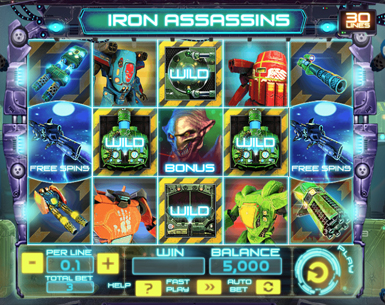 IRON ASSASSINS
30
LINES
WILD
FREE SPINS
WILD
BONUS
WILD
FREE SPINS
WILD
PER LINE
WIN
BALANCE
- 0.1 +
5,000
TOTAL BET
3
HELP ? FAST PLAY >> AUTO BET
PLAY